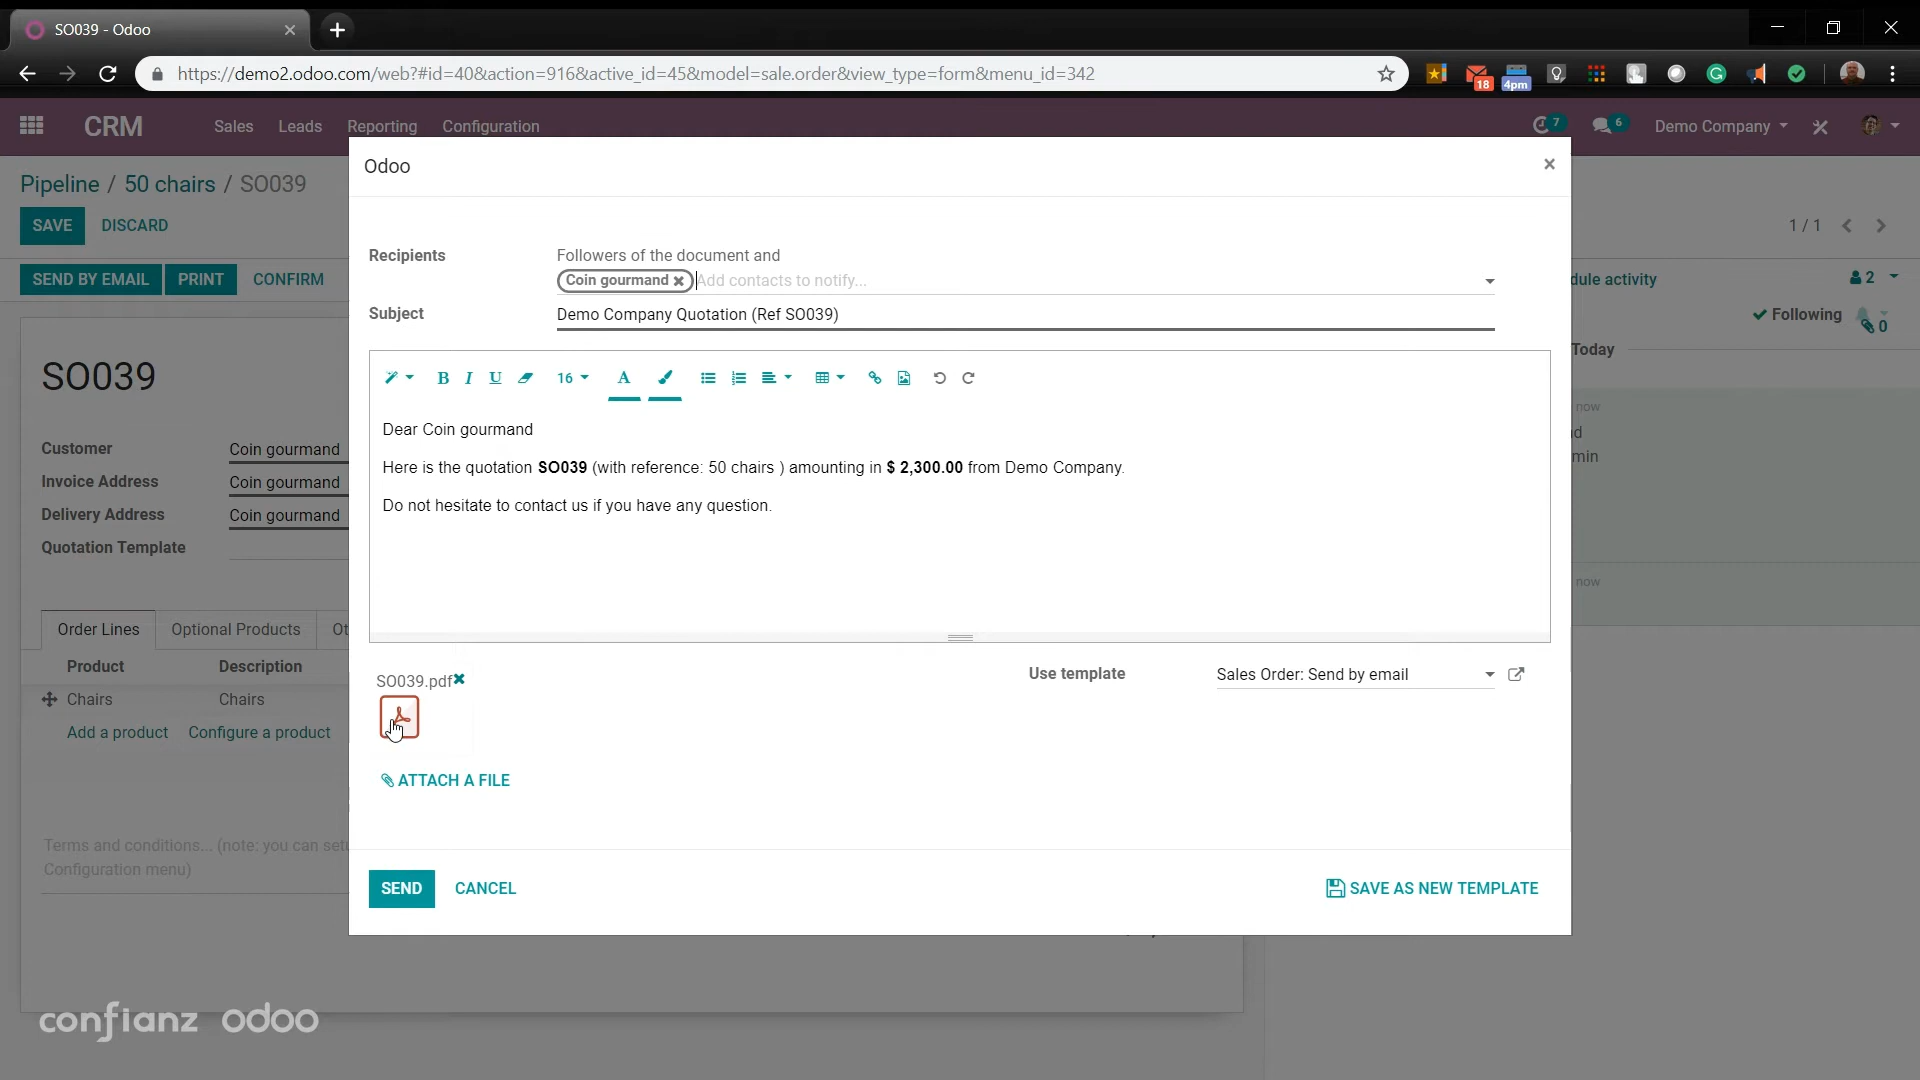 SO039 - Odoo
https://demo2.odoo.com/web?#id=40&action=916&active_id=45&model=sale.order&view_type=form&menu_id=342
18
4pm
CRM Sales Leads Reporting Configuration
7 6 Demo Company
Odoo
Pipeline / 50 chairs / SO039
SAVE DISCARD
1 / 1
Recipients Followers of the document and
Coin gourmand Add contacts to notify...
SEND BY EMAIL PRINT CONFIRM
dule activity 2
Subject Demo Company Quotation (Ref SO039)
Following 0
Today
SO039
B I U 16 A
now
Dear Coin gourmand
Customer Coin gourmand
Here is the quotation SO039 (with reference: 50 chairs ) amounting in $ 2,300.00 from Demo Company.
min
Invoice Address Coin gourmand
Do not hesitate to contact us if you have any question.
Delivery Address Coin gourmand
Quotation Template
now
Order Lines Optional Products Ot
Product Description
SO039.pdf
Use template Sales Order: Send by email
Chairs Chairs
Add a product Configure a product
ATTACH A FILE
Terms and conditions... (note: you can setu
Configuration menu)
SEND CANCEL SAVE AS NEW TEMPLATE
confianz odoo